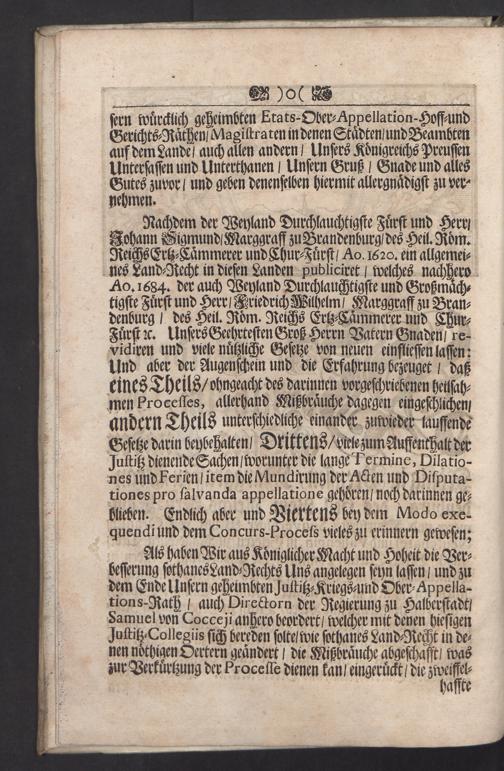 )o(
sern würcklich geheimbten Etats-Ober-Appellation-Hoff-und
Gerichts-Räthen/ Magistraten in denen Städten/und Beambten
auf dem Lande/ auch allen andern/ Unsers Königreichs Preussen
Untersassen und Unterthanen/ Unsern Gruß/ Gnade und alles
Gutes zuvor/ und geben denenselben hiermit allergnädigst zu ver-
nehmen.
Nachdem der Weyland Durchlauchtigste Fürst und Herr/
Johann Sigmund/ Marggraff zu Brandenburg/ des Heil. Röm.
Reichs Ertz-Cämmerer und Chur-Fürst/ Ao. 1620. ein allgemei-
nes Land-Recht in diesen Landen publiciret/ welches nachhero
Ao. 1684. der auch Weyland Durchlauchtigste und Großmäch-
tigste Fürst und Herr/ Friedrich Wilhelm/ Marggraff zu Bran-
denburg/ des Heil. Röm. Reichs Ertz-Cämmerer und Chur-
Fürst ꝛc. Unsers Geehrtesten Groß-Herrn Vatern Gnaden/ re-
vidiren und viele nützliche Gesetze von neuen einfliessen lassen:
Und aber der Augenschein und die Erfahrung bezeuget/ daß
eines Theils/ ohngeacht des darinnen vorgeschriebenen heilsah-
men Processes, allerhand Mißbräuche dagegen eingeschlichen/
andern Theils unterschiedliche einander zuwieder lauffende
Gesetze darin beybehalten/ Drittens/ viele zum Auffenthalt der
Justitz dienende Sachen/ worunter die lange Termine, Dilatio-
nes und Ferien/ item die Mundirung der Acten und Disputa-
tiones pro salvanda appellatione gehören/ noch darinnen ge-
blieben. Endlich aber und Viertens bey dem Modo exe-
quendi und dem Concurs-Process vieles zu erinnern gewesen;
Als haben Wir aus Königlicher Macht und Hoheit die Ver-
besserung sothanes Land-Rechts Uns angelegen seyn lassen/ und zu
dem Ende Unsern geheimbten Justitz-Kriegs-und Ober-Appella-
tions-Rath/ auch Directorn der Regierung zu Halberstadt/
Samuel von Cocceji anhero beordert/ welcher mit denen hiesigen
Justitz-Collegiis sich bereden solte/ wie sothanes Land-Recht in de-
nen nöthigen Oertern geändert/ die Mißbräuche abgeschafft/ was
zur Verkürtzung der Processe dienen kan/ eingerückt/ die zweiffel-
haffte